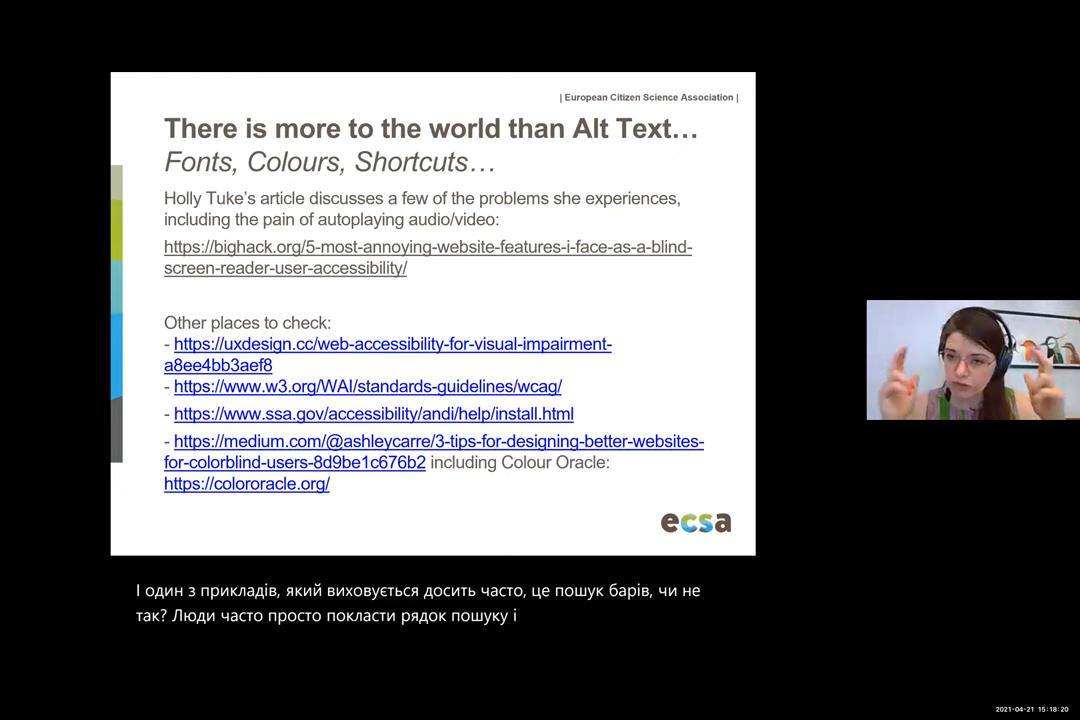 | European Citizen Science Association |
There is more to the world than Alt Text…
Fonts, Colours, Shortcuts…
Holly Tuke’s article discusses a few of the problems she experiences,
including the pain of autoplaying audio/video:
https://bighack.org/5-most-annoying-website-features-i-face-as-a-blind-
screen-reader-user-accessibility/
Other places to check:
- https://uxdesign.cc/web-accessibility-for-visual-impairment-
a8ee4bb3aef8
- https://www.w3.org/WAI/standards-guidelines/wcag/
- https://www.ssa.gov/accessibility/andi/help/install.html
- https://medium.com/@ashleycarre/3-tips-for-designing-better-websites-
for-colorblind-users-8d9be1c676b2 including Colour Oracle:
https://colororacle.org/
ecsa
І один з прикладів, який виховується досить часто, це пошук барів, чи не
так? Люди часто просто покласти рядок пошуку і
2021-04-21 15:18:20